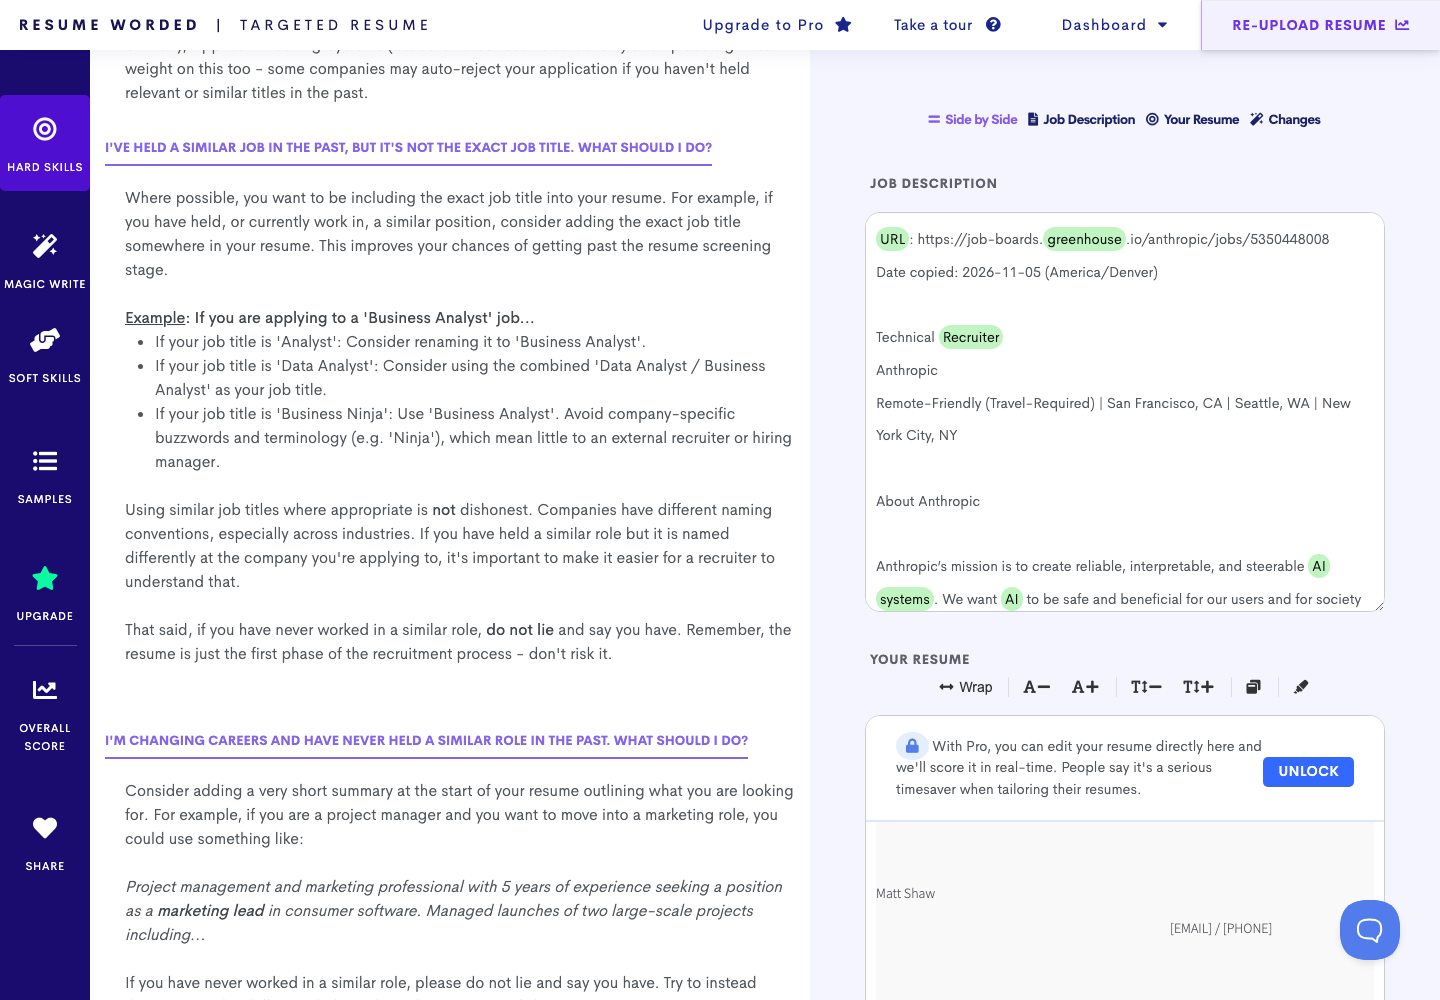 RESUME WORDED | TARGETED RESUME
Upgrade to Pro
Take a tour
Dashboard
RE-UPLOAD RESUME
HARD SKILLS
MAGIC WRITE
SOFT SKILLS
SAMPLES
UPGRADE
OVERALL
SCORE
SHARE
weight on this too - some companies may auto-reject your application if you haven't held
relevant or similar titles in the past.
I'VE HELD A SIMILAR JOB IN THE PAST, BUT IT'S NOT THE EXACT JOB TITLE. WHAT SHOULD I DO?
Where possible, you want to be including the exact job title into your resume. For example, if
you have held, or currently work in, a similar position, consider adding the exact job title
somewhere in your resume. This improves your chances of getting past the resume screening
stage.
Example: If you are applying to a 'Business Analyst' job...
• If your job title is 'Analyst': Consider renaming it to 'Business Analyst'.
• If your job title is 'Data Analyst': Consider using the combined 'Data Analyst / Business
Analyst' as your job title.
• If your job title is 'Business Ninja': Use 'Business Analyst'. Avoid company-specific
buzzwords and terminology (e.g. 'Ninja'), which mean little to an external recruiter or hiring
manager.
Using similar job titles where appropriate is not dishonest. Companies have different naming
conventions, especially across industries. If you have held a similar role but it is named
differently at the company you're applying to, it's important to make it easier for a recruiter to
understand that.
That said, if you have never worked in a similar role, do not lie and say you have. Remember, the
resume is just the first phase of the recruitment process - don't risk it.
I'M CHANGING CAREERS AND HAVE NEVER HELD A SIMILAR ROLE IN THE PAST. WHAT SHOULD I DO?
Consider adding a very short summary at the start of your resume outlining what you are looking
for. For example, if you are a project manager and you want to move into a marketing role, you
could use something like:
Project management and marketing professional with 5 years of experience seeking a position
as a marketing lead in consumer software. Managed launches of two large-scale projects
including...
If you have never worked in a similar role, please do not lie and say you have. Try to instead
Side by Side
Job Description
Your Resume
Changes
JOB DESCRIPTION
URL: https://job-boards.greenhouse.io/anthropic/jobs/5350448008
Date copied: 2026-11-05 (America/Denver)
Technical Recruiter
Anthropic
Remote-Friendly (Travel-Required) | San Francisco, CA | Seattle, WA | New
York City, NY
About Anthropic
Anthropic’s mission is to create reliable, interpretable, and steerable AI
systems. We want AI to be safe and beneficial for our users and for society
YOUR RESUME
Wrap
A
A
T
T
With Pro, you can edit your resume directly here and
we'll score it in real-time. People say it's a serious
timesaver when tailoring their resumes.
UNLOCK
Matt Shaw
[EMAIL] / [PHONE]